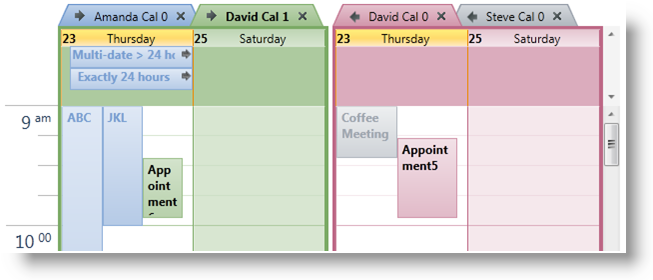 Amanda Cal 0
David Cal 1
David Cal 0
Steve Cal 0
23 Thursday
25 Saturday
23 Thursday
25 Saturday
Multi-date > 24 h
Exactly 24 hours
9 am
ABC
JKL
App
oint
ment
Coffee
Meeting
Appoint
ment5
10 00